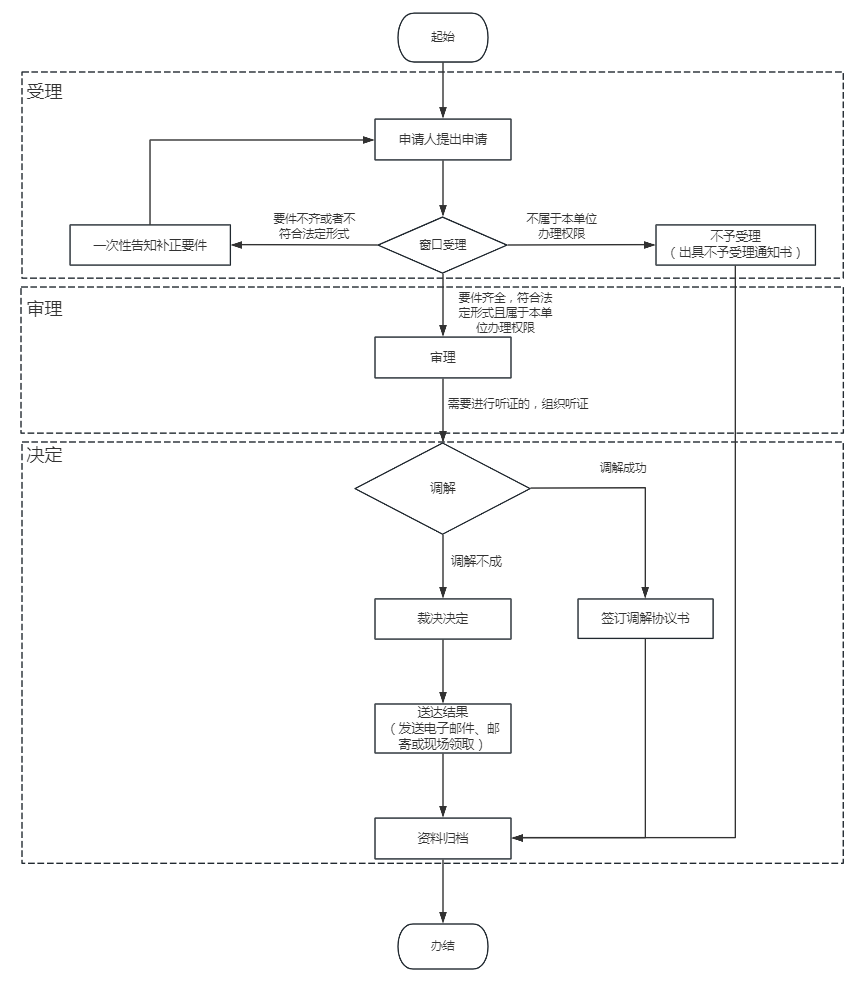 起始
受理
申请人提出申请
要件不齐或者不
符合法定形式
不属于本单位
办理权限
一次性告知补正要件
窗口受理
不予受理
（出具不予受理通知书）
审理
要件齐全，符合法
定形式且属于本单
位办理权限
审理
需要进行听证的，组织听证
决定
调解
调解成功
调解不成
裁决决定
签订调解协议书
送达结果
（发送电子邮件、邮
寄或现场领取）
资料归档
办结